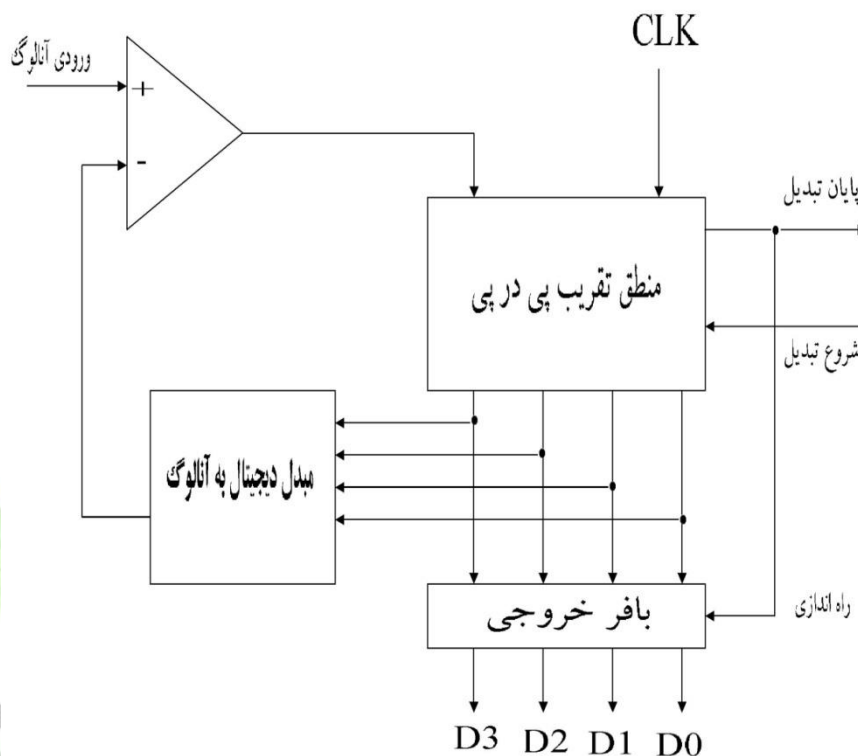 CLK
ورودی آنالوگ
+
-
پایان تبدیل
منطق تقریب پی در پی
شروع تبدیل
مبدل دیجیتال به آنالوگ
راه اندازی
بافر خروجی
D3 D2 D1 D0